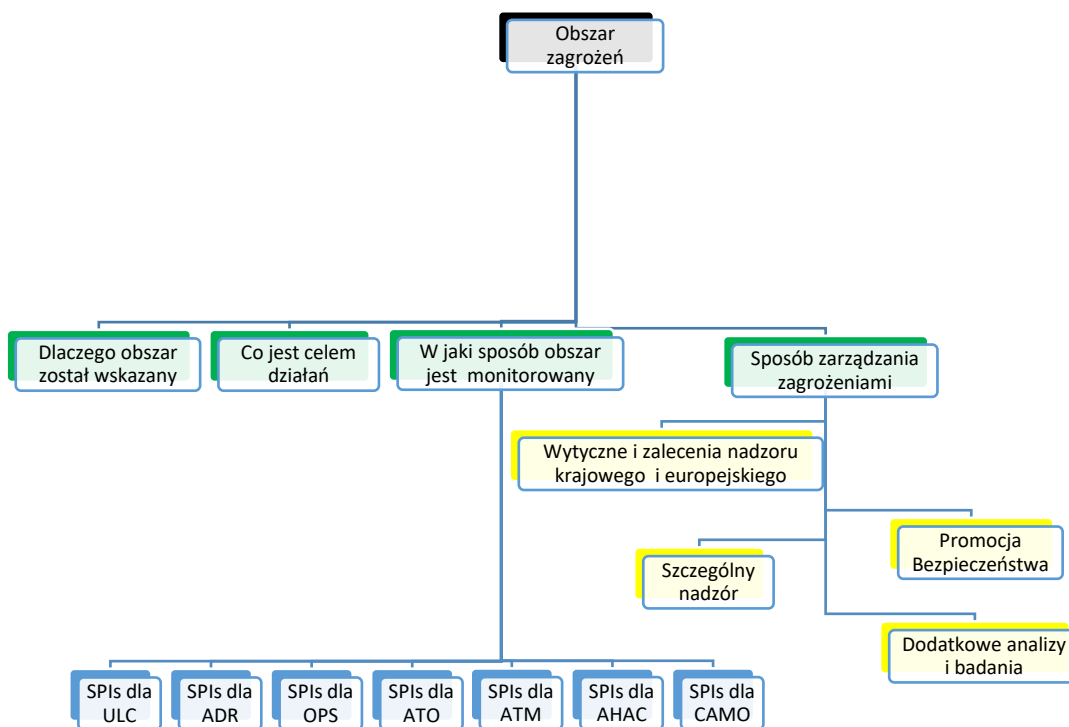 Obszar
zagrożeń
Dlaczego obszar
został wskazany
Co jest celem
działań
W jaki sposób obszar
jest monitorowany
Sposób zarządzania
zagrożeniami
Wytyczne i zalecenia nadzoru
krajowego i europejskiego
Promocja
Bezpieczeństwa
Szczególny
nadzór
Dodatkowe analizy
i badania
SPIs dla
ULC
SPIs dla
ADR
SPIs dla
OPS
SPIs dla
ATO
SPIs dla
ATM
SPIs dla
AHAC
SPIs dla
CAMO